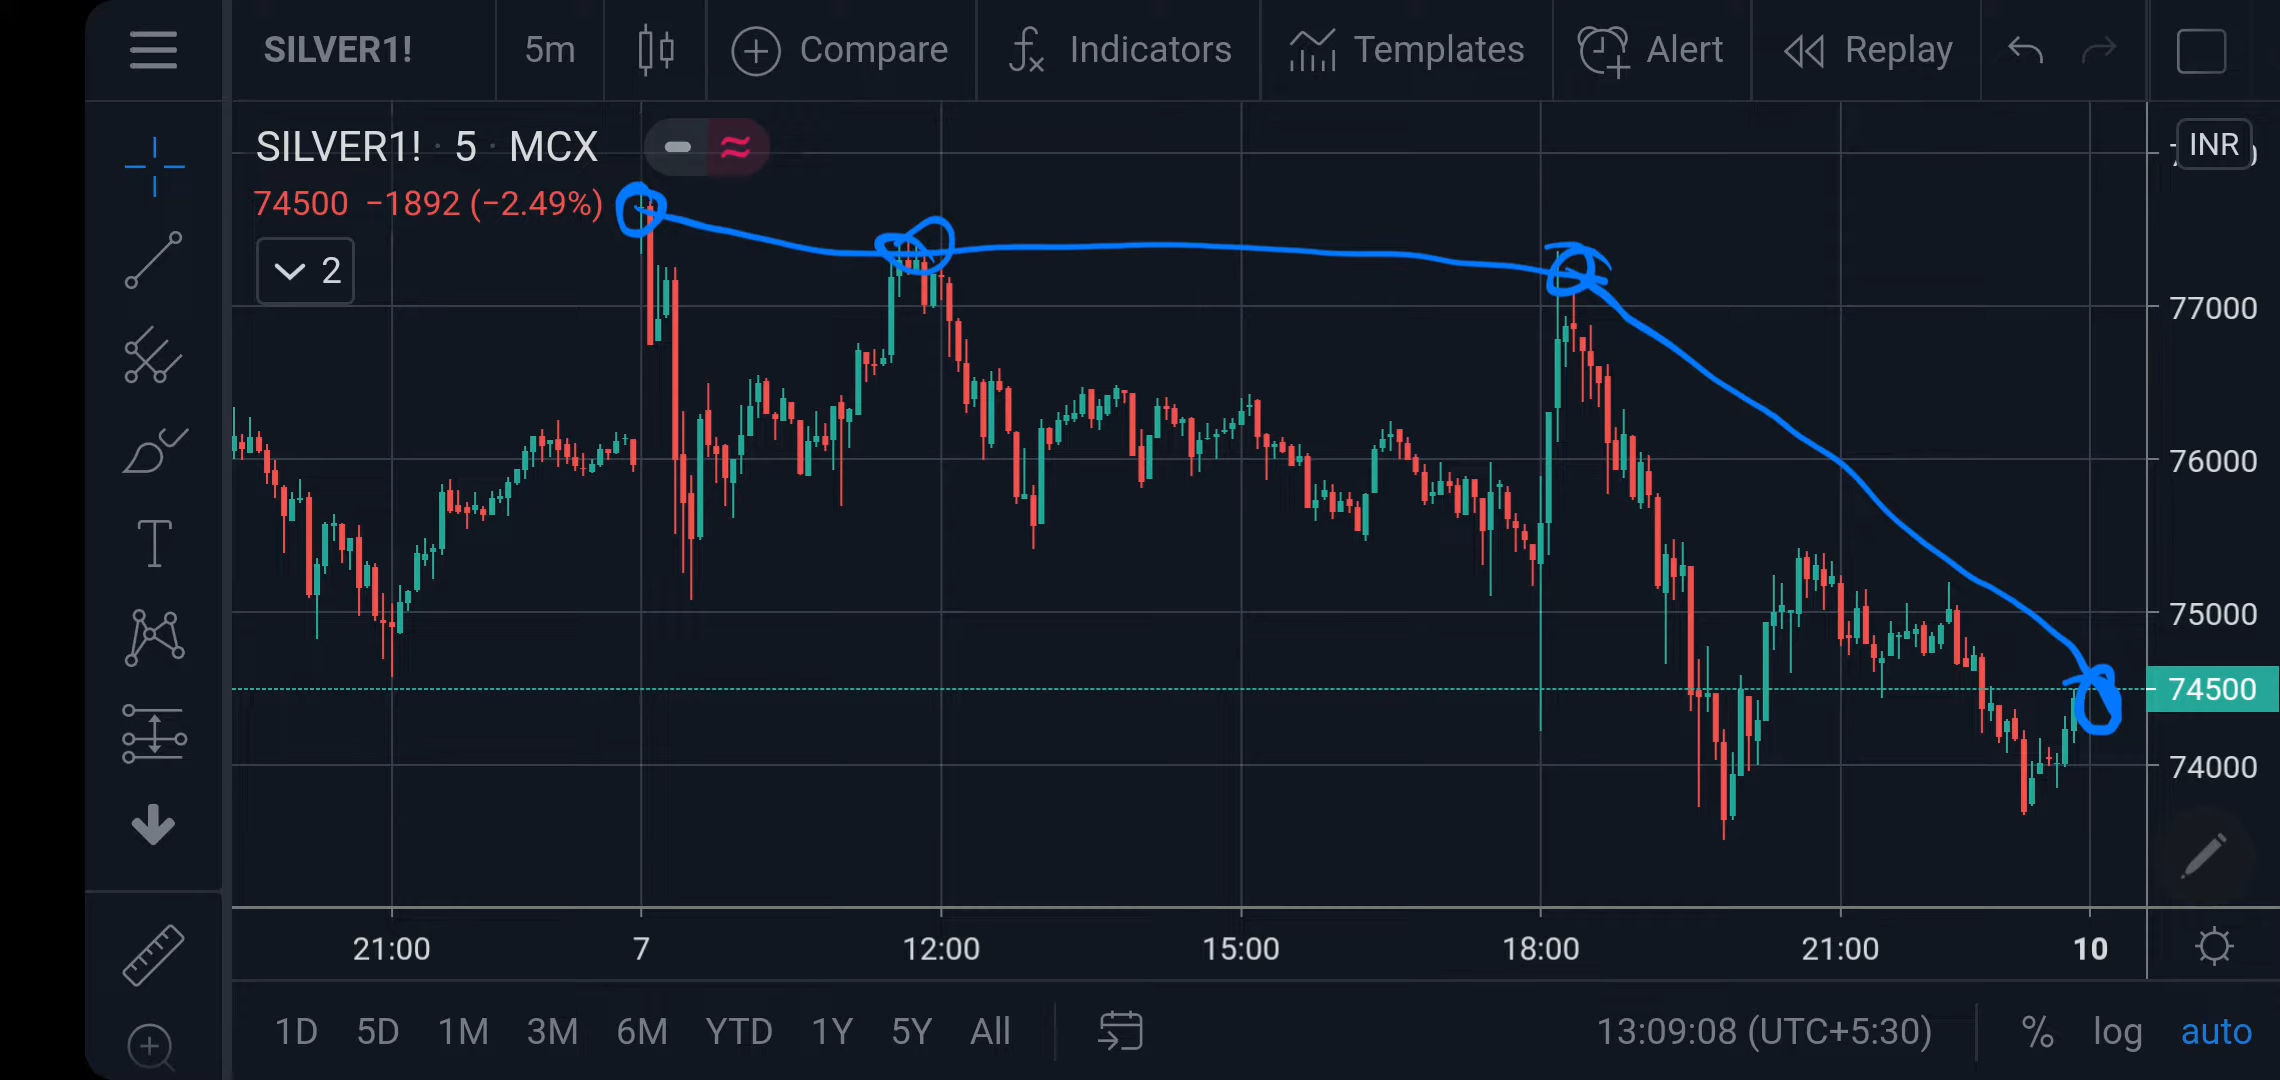 SILVER1! 5m Compare Indicators Templates Alert Replay
SILVER1! · 5 · MCX
INR
74500 −1892 (−2.49%)
2
77000
76000
75000
74500
74000
21:00 7 12:00 15:00 18:00 21:00 10
1D 5D 1M 3M 6M YTD 1Y 5Y All 13:09:08 (UTC+5:30) % log auto